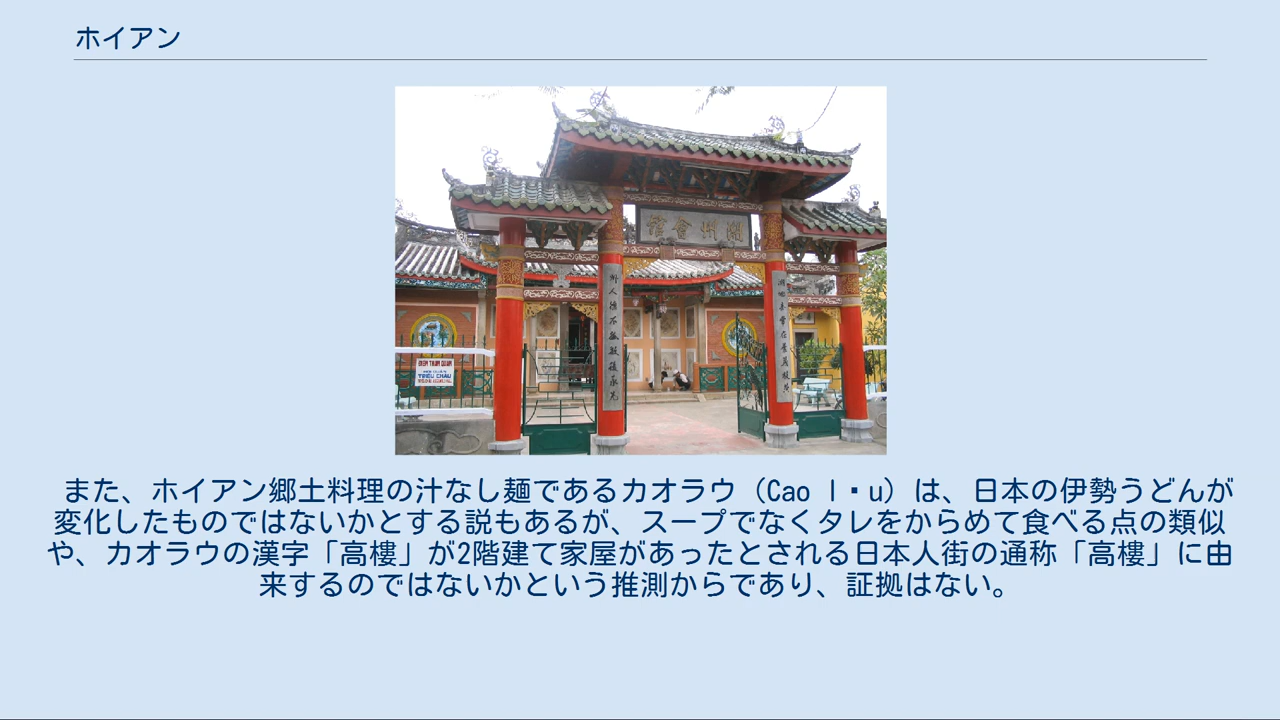 ホイアン
潮州會館
TRIEU CHAU
また、ホイアン郷土料理の汁なし麺であるカオラウ（Cao l・u）は、日本の伊勢うどんが
変化したものではないかとする説もあるが、スープでなくタレをからめて食べる点の類似
や、カオラウの漢字「高樓」が2階建て家屋があったとされる日本人街の通称「高樓」に由
来するのではないかという推測からであり、証拠はない。